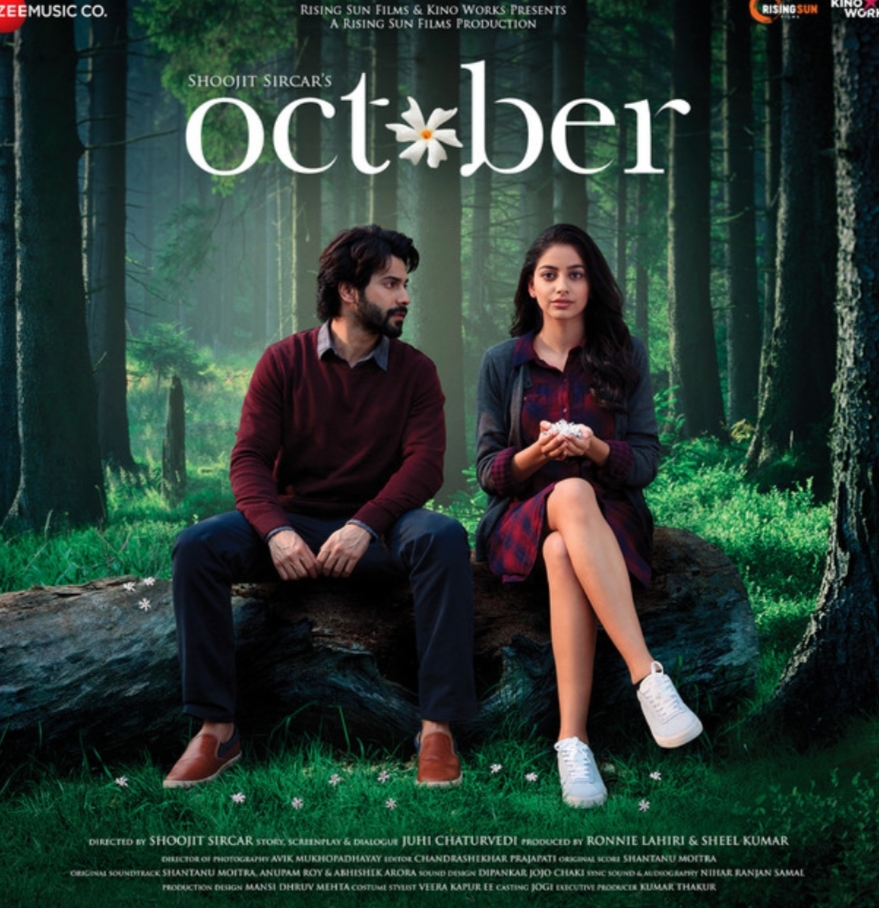 ZEEMUSIC CO.
RISING SUN FILMS & KINO WORKS PRESENTS
A RISING SUN FILMS PRODUCTION
RISINGSUN
FILMS
KINO
WORK
SHOOJIT SIRCAR'S
october
DIRECTED BY SHOOJIT SIRCAR STORY, SCREENPLAY & DIALOGUE JUHI CHATURVEDI PRODUCED BY RONNIE LAHIRI & SHEEL KUMAR
DIRECTOR OF PHOTOGRAPHY AVIK MUKHOPADHAYAY EDITOR CHANDRASHEKHAR PRAJAPATI ORIGINAL SCORE SHANTANU MOITRA
ORIGINAL SOUNDTRACK SHANTANU MOITRA, ANUPAM ROY & ABHISHEK ARORA SOUND DESIGN DIPANKAR JOJO CHAKI SYNC SOUND & AUDIOGRAPHY NIHAR RANJAN SAMAL
PRODUCTION DESIGN MANSI DHRUV MEHTA COSTUME STYLIST VEERA KAPUR EE CASTING JOGI EXECUTIVE PRODUCER KUMAR THAKUR